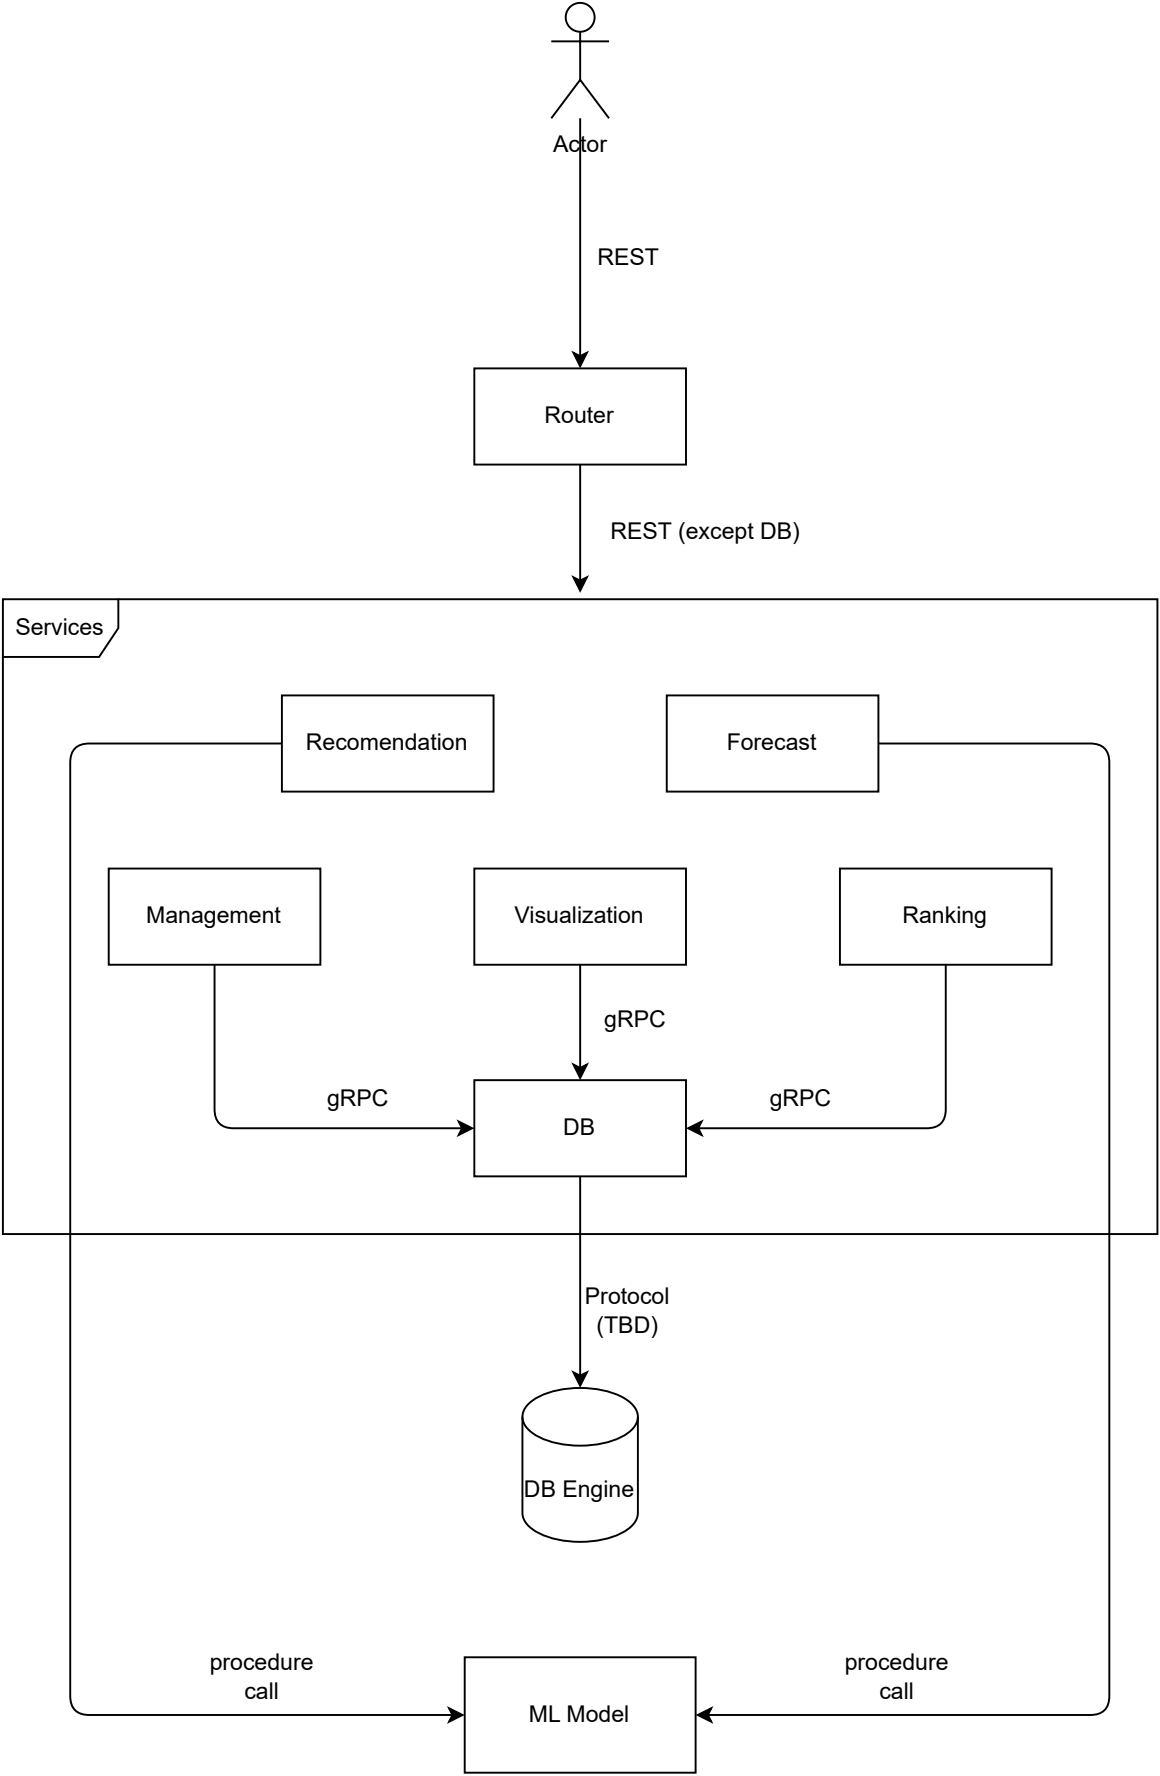 Actor
REST
Router
REST (except DB)
Services
Recomendation
Forecast
Management
Visualization
Ranking
gRPC
gRPC
gRPC
DB
Protocol
(TBD)
DB Engine
procedure
call
procedure
call
ML Model